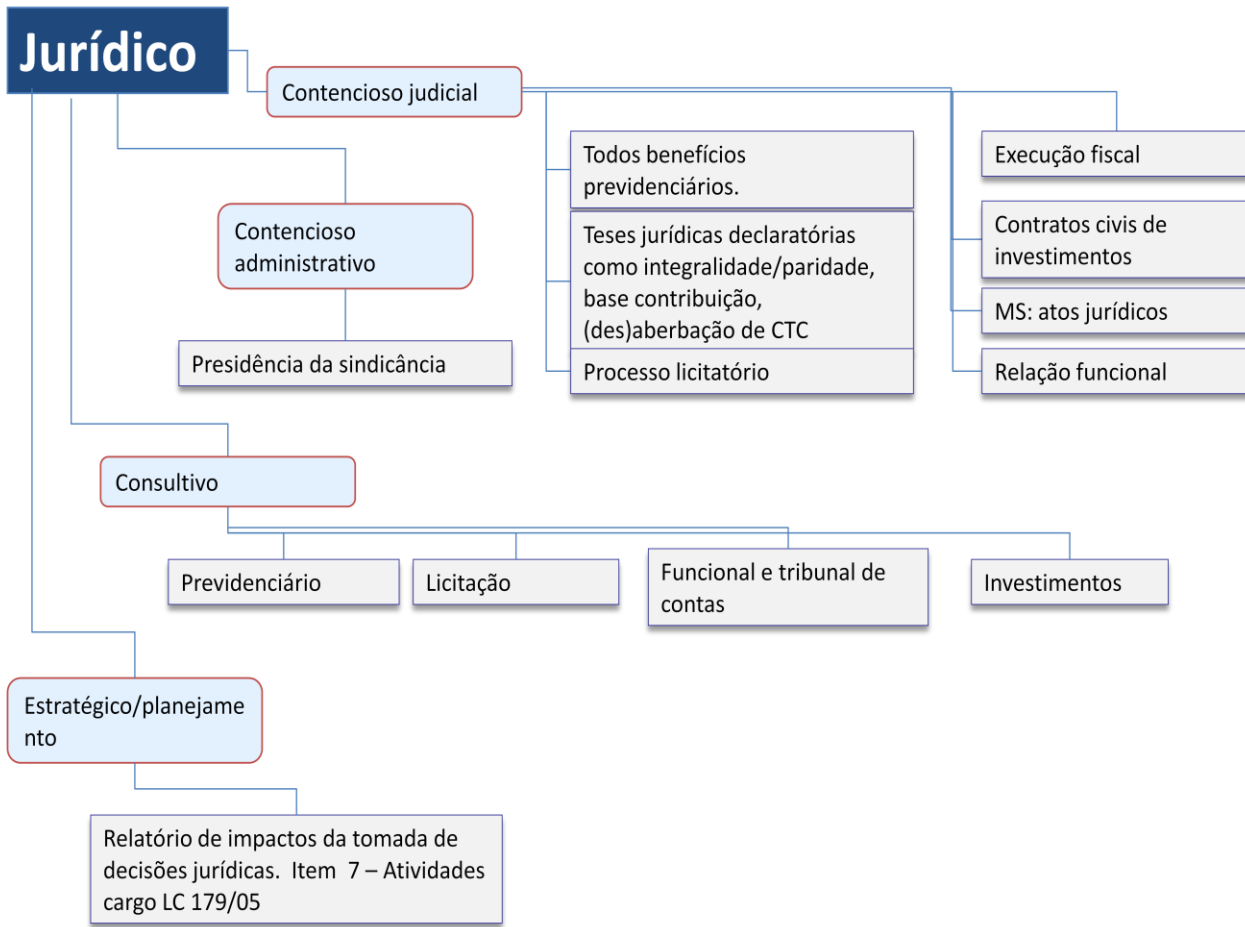 Jurídico
Contencioso judicial
Todos benefícios
previdenciários.
Execução fiscal
Contencioso
administrativo
Teses jurídicas declaratórias
como integralidade/paridade,
base contribuição,
(des)aberbação de CTC
Contratos civis de
investimentos
MS: atos jurídicos
Presidência da sindicância
Processo licitatório
Relação funcional
Consultivo
Previdenciário
Licitação
Funcional e tribunal de
contas
Investimentos
Estratégico/planejame
nto
Relatório de impactos da tomada de
decisões jurídicas.  Item  7 – Atividades
cargo LC 179/05